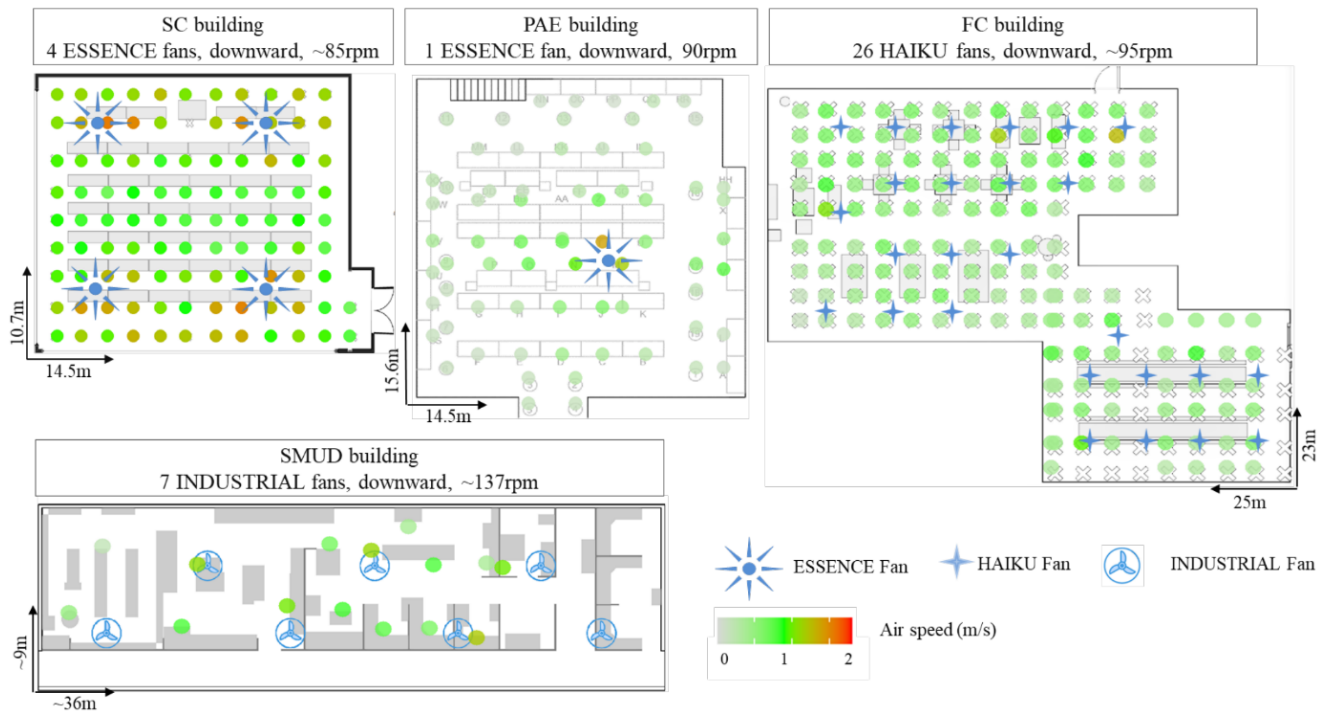 SC building
4 ESSENCE fans, downward, ~85rpm
PAE building
1 ESSENCE fan, downward, 90rpm
FC building
26 HAIKU fans, downward, ~95rpm
10.7m
14.5m
15.6m
14.5m
AA
HH
X
W
G
H
J
K
F
E
D
C
A
23m
25m
SMUD building
7 INDUSTRIAL fans, downward, ~137rpm
~9m
~36m
ESSENCE Fan
HAIKU Fan
INDUSTRIAL Fan
Air speed (m/s)
0 1 2